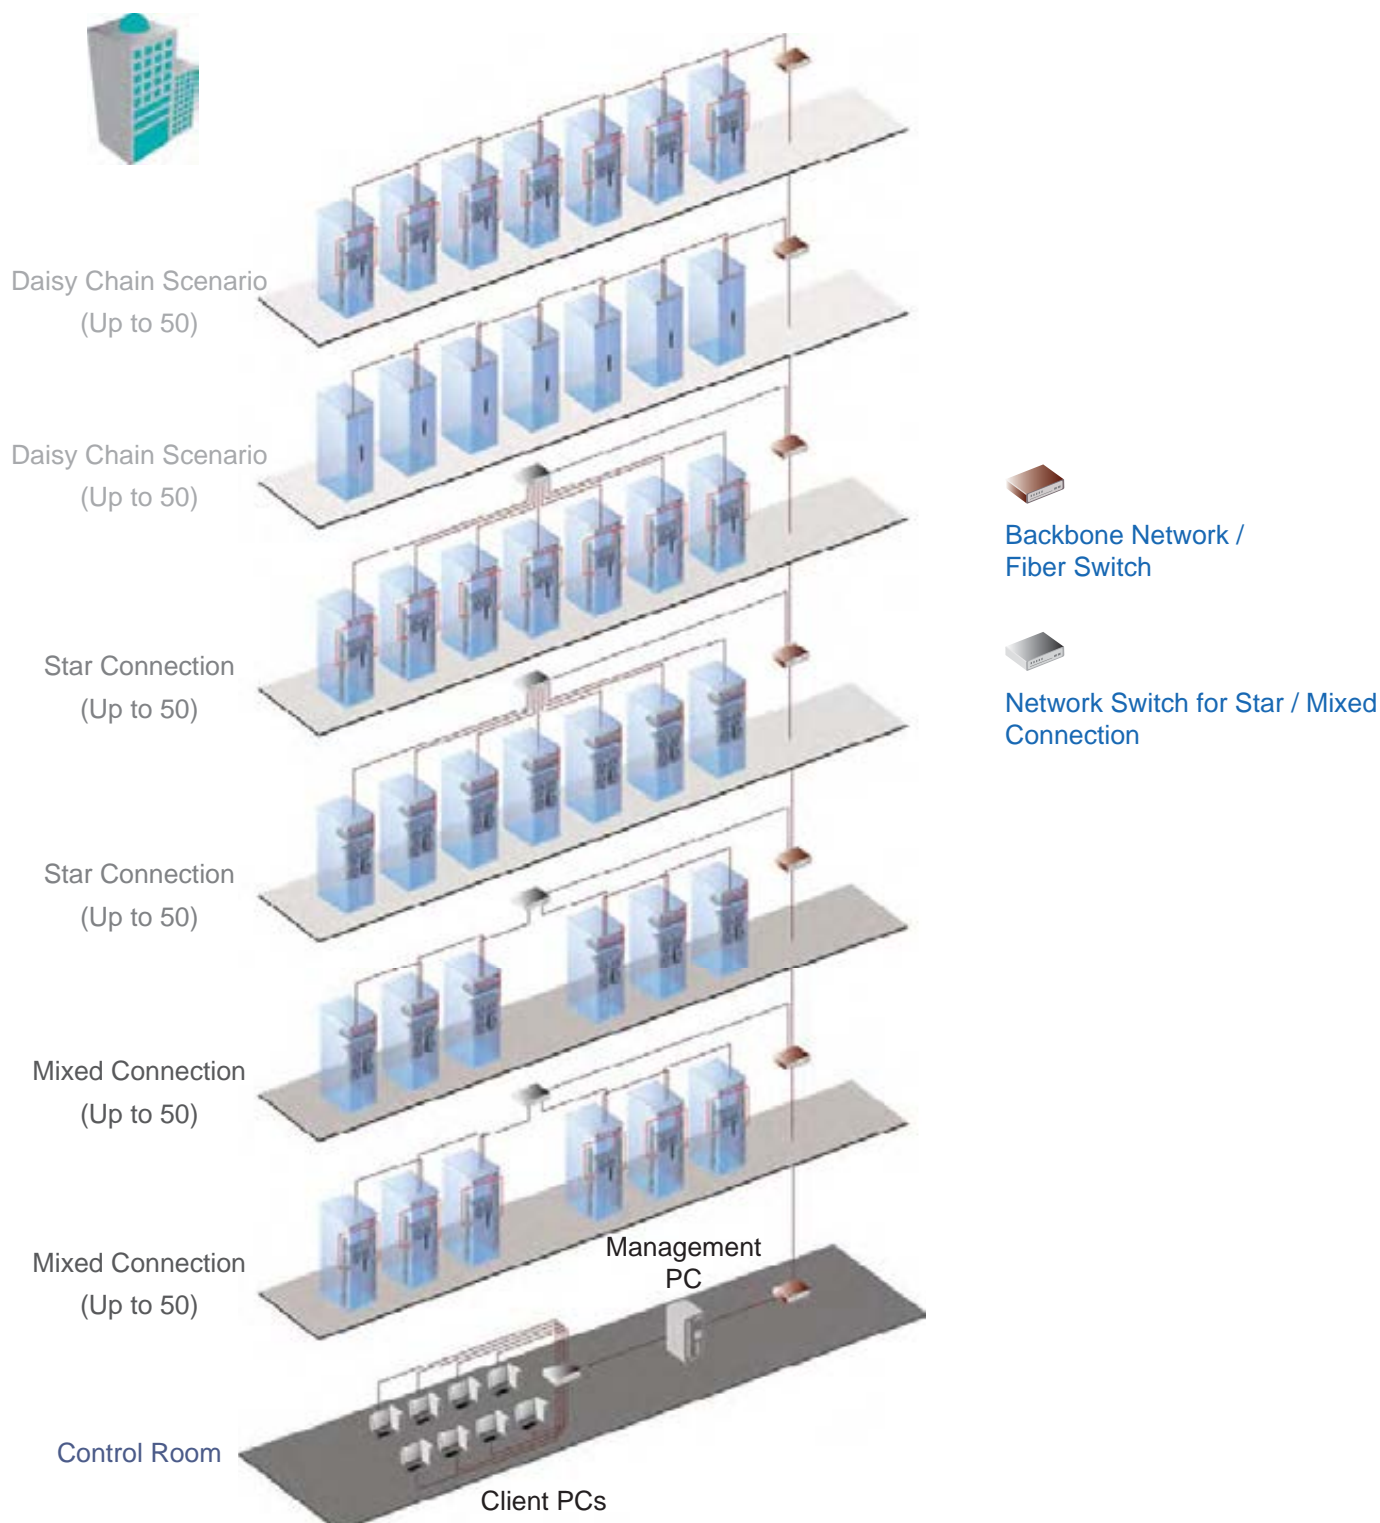 Daisy Chain Scenario
(Up to 50)
Daisy Chain Scenario
(Up to 50)
Backbone Network /
Fiber Switch
Star Connection
(Up to 50)
Network Switch for Star / Mixed
Connection
Star Connection
(Up to 50)
Mixed Connection
(Up to 50)
Mixed Connection
(Up to 50)
Management
PC
Control Room
Client PCs